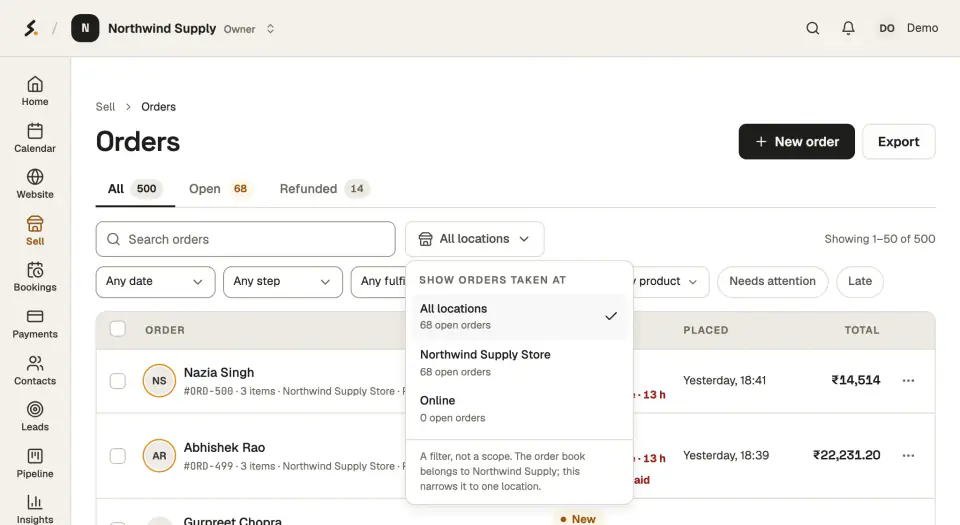 N Northwind Supply Owner
DO Demo
Home
Calendar
Website
Sell
Bookings
Payments
Contacts
Leads
Pipeline
Insights
Sell > Orders
Orders
+ New order
Export
All 500
Open 68
Refunded 14
Search orders
All locations
Showing 1–50 of 500
Any date
Any step
Any fulfi
product
Needs attention
Late
SHOW ORDERS TAKEN AT
All locations
68 open orders
Northwind Supply Store
68 open orders
Online
0 open orders
A filter, not a scope. The order book
belongs to Northwind Supply; this
narrows it to one location.
ORDER
PLACED
TOTAL
NS
Nazia Singh
#ORD-500 · 3 items · Northwind Supply Store
· 13 h
Yesterday, 18:41
₹14,514
AR
Abhishek Rao
#ORD-499 · 3 items · Northwind Supply Store
· 13 h
aid
Yesterday, 18:39
₹22,231.20
Gurpreet Chopra
New